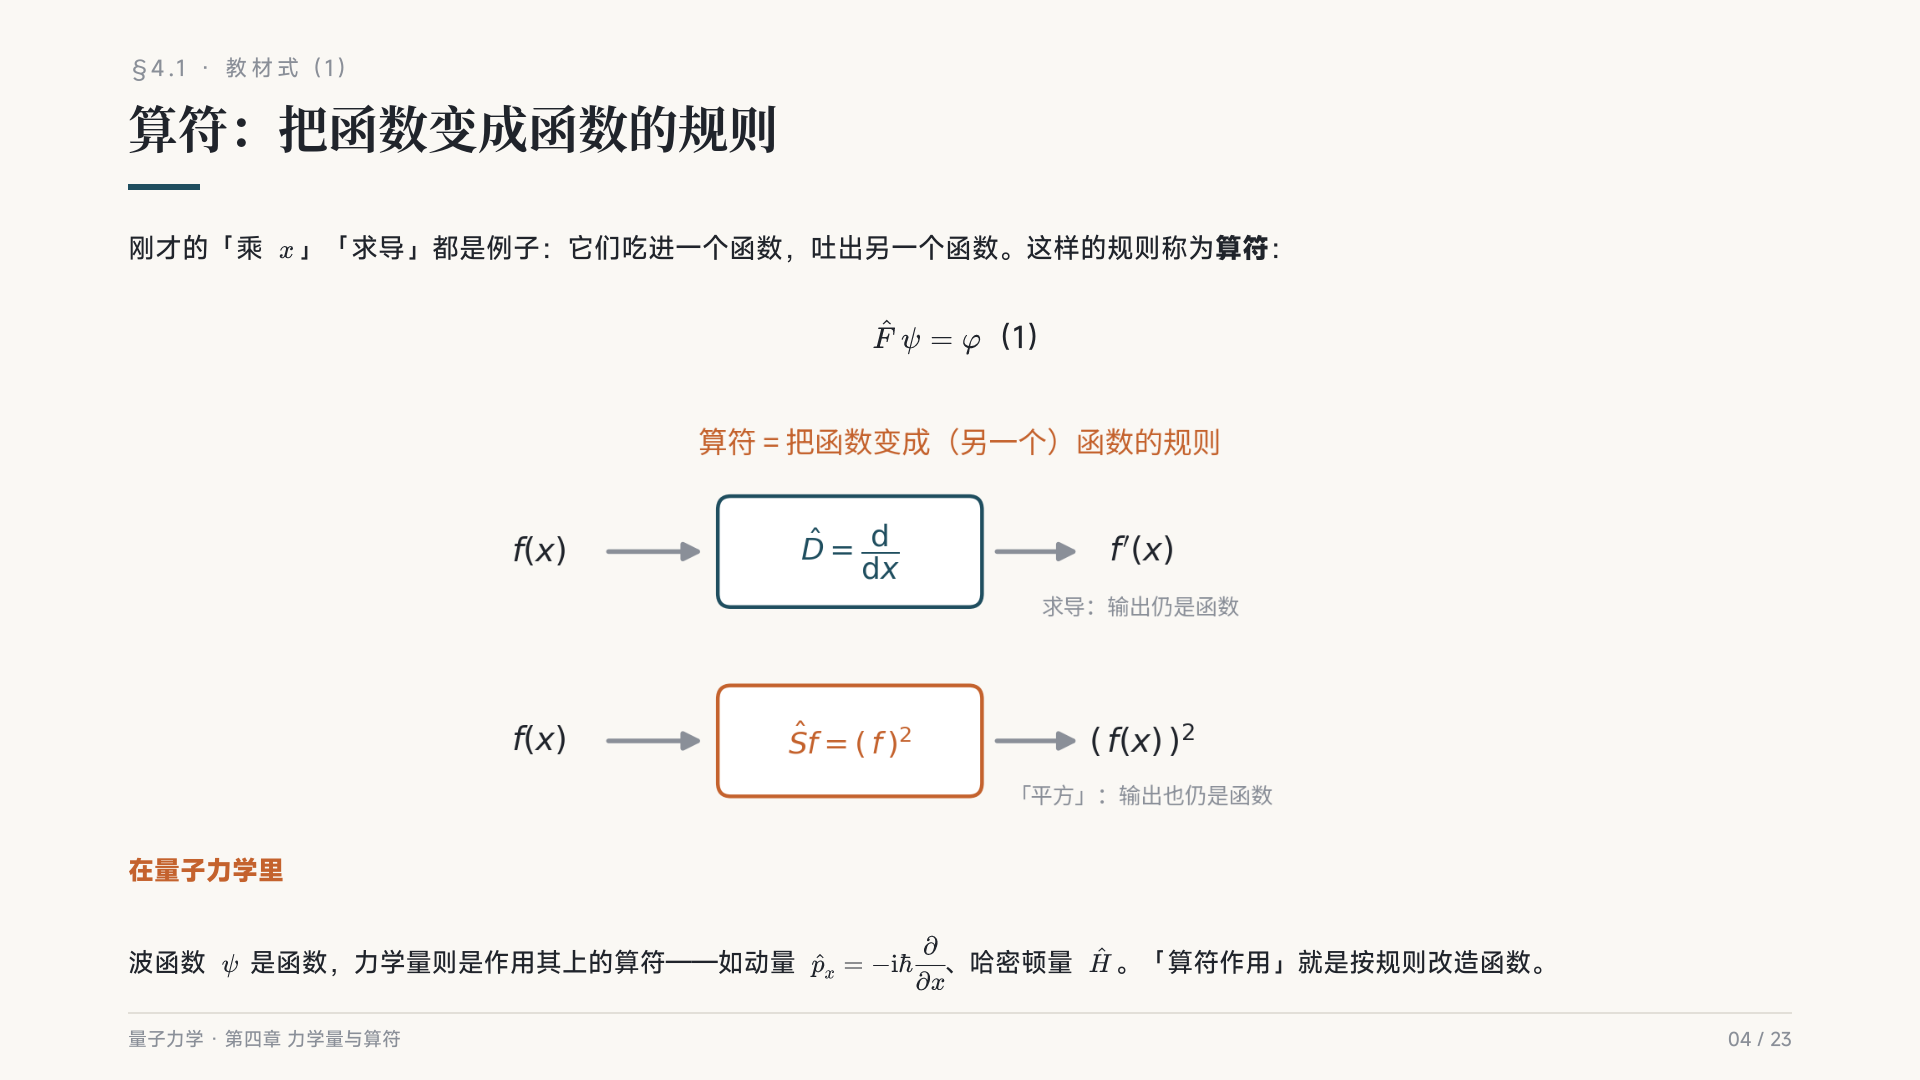 §4.1 · 教材式 (1)
算符：把函数变成函数的规则
刚才的「乘 x」「求导」都是例子：它们吃进一个函数，吐出另一个函数。这样的规则称为算符：
F̂ψ = φ (1)
算符 = 把函数变成（另一个）函数的规则
f(x) D̂ = d/dx f′(x)
求导：输出仍是函数
f(x) Ŝf = ( f )² ( f(x) )²
「平方」：输出也仍是函数
在量子力学里
波函数 ψ 是函数，力学量则是作用其上的算符——如动量 p̂ₓ = −iℏ ∂/∂x、哈密顿量 Ĥ。「算符作用」就是按规则改造函数。
量子力学 · 第四章 力学量与算符
04 / 23